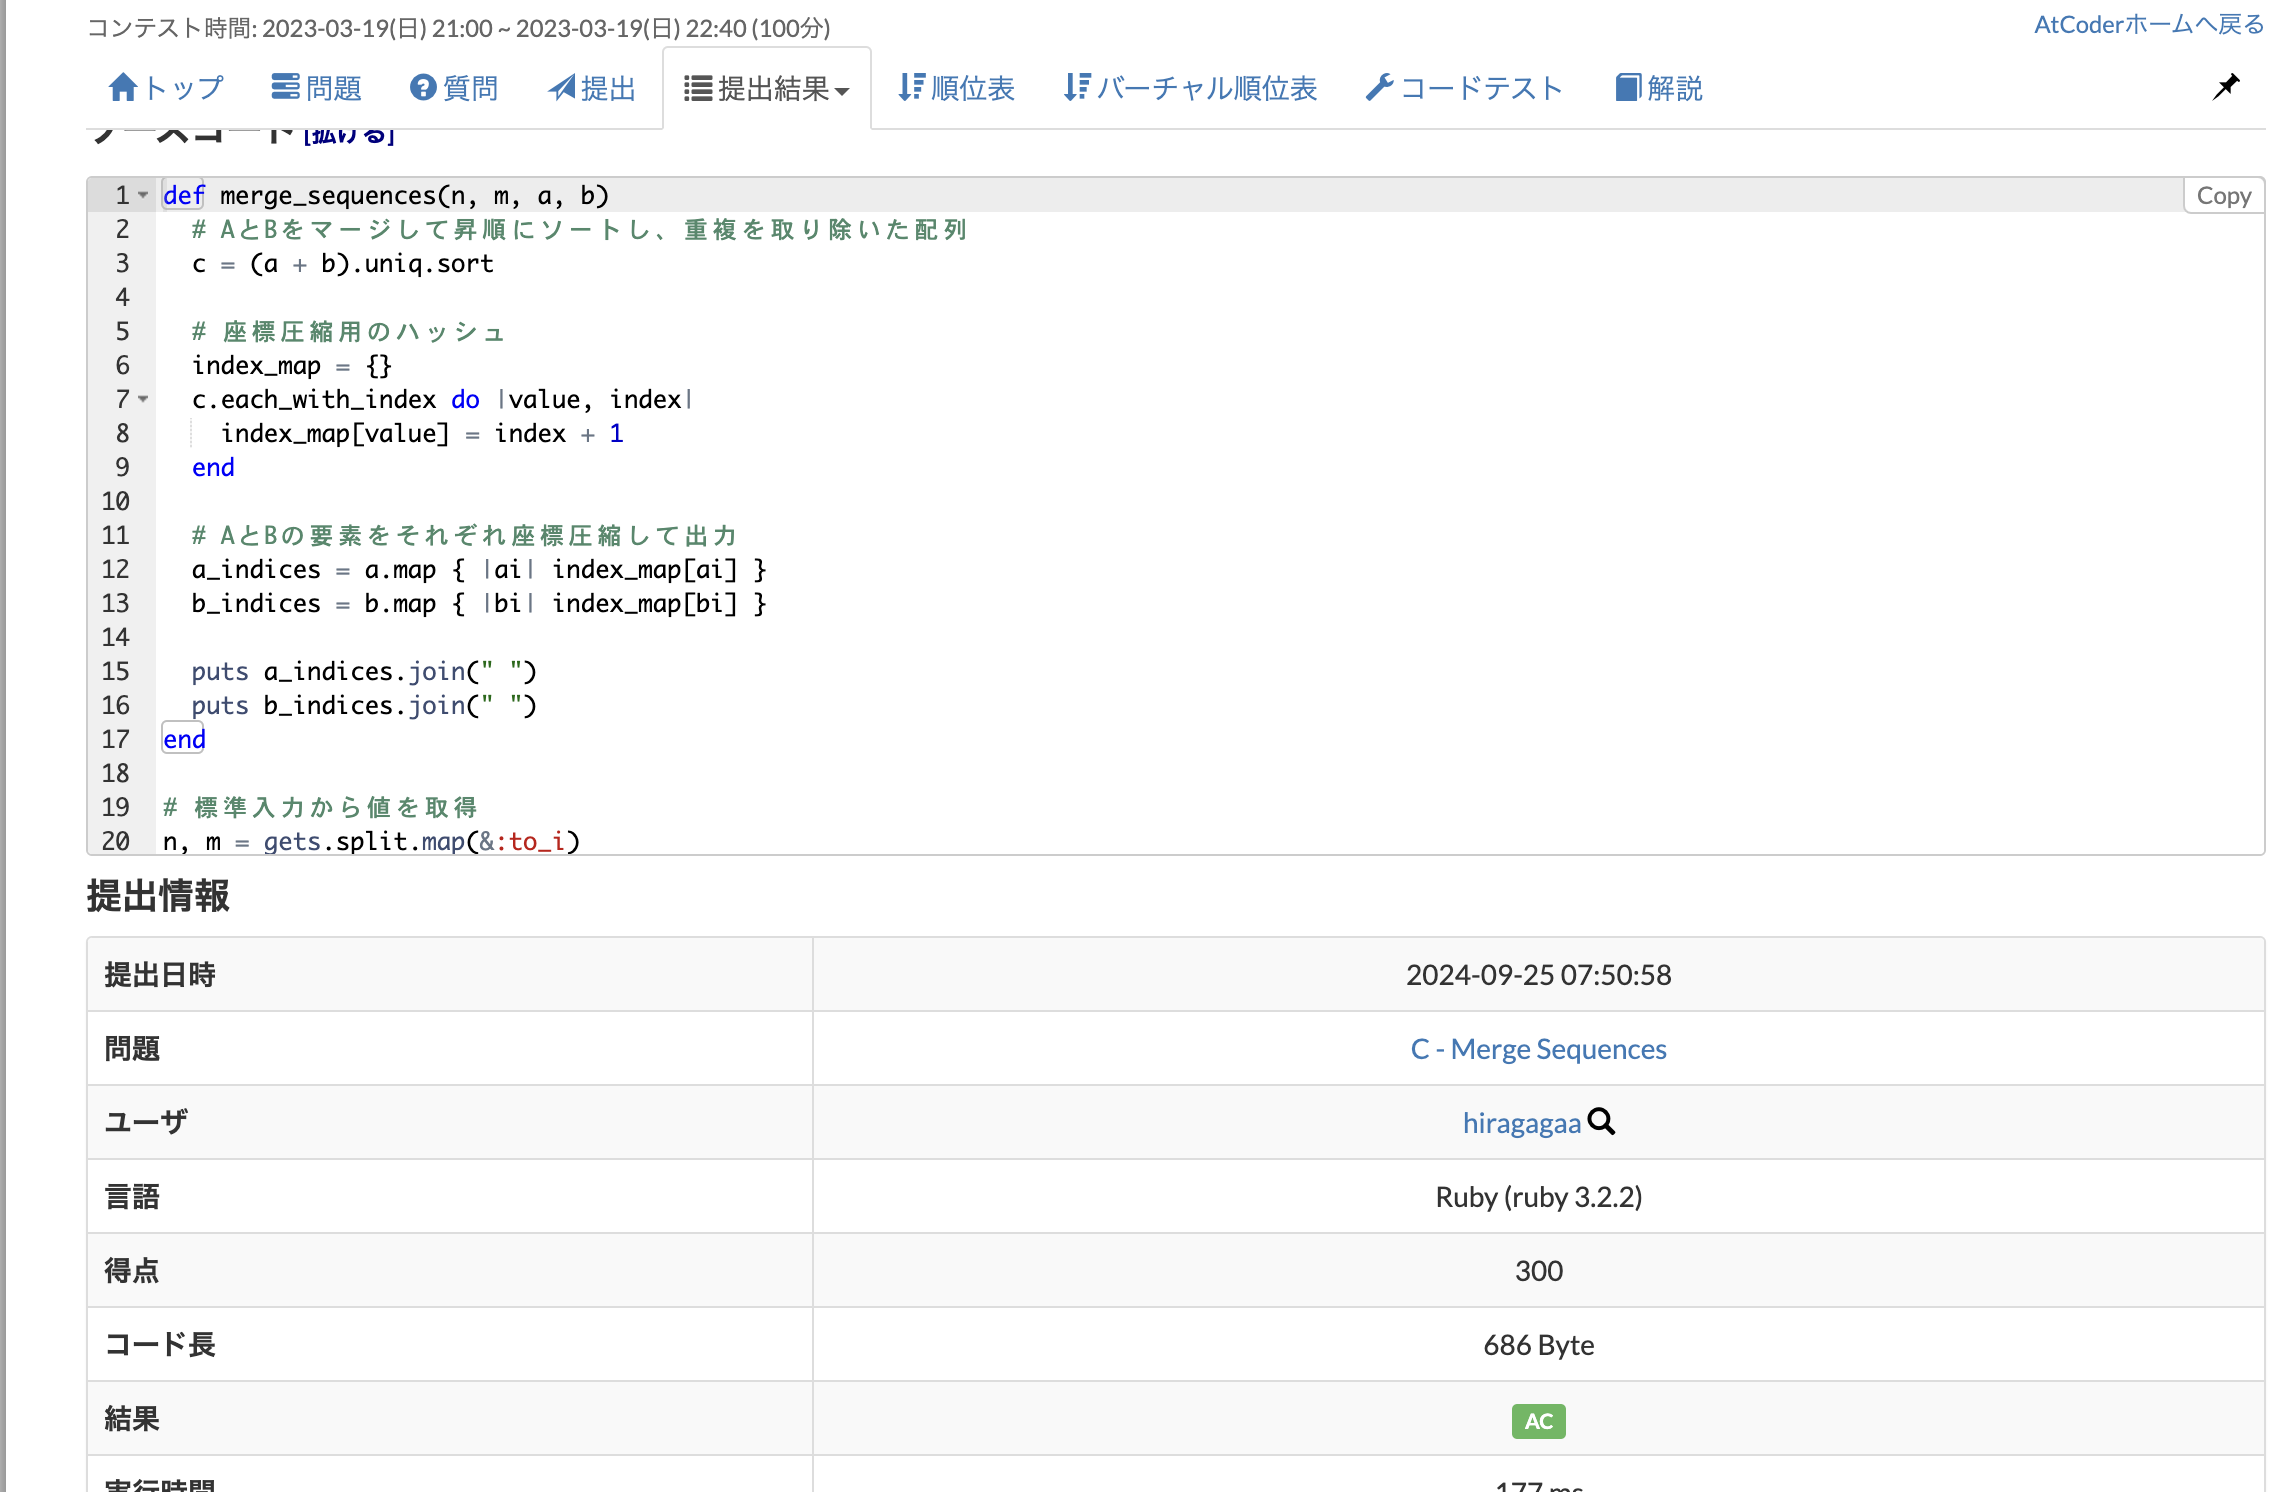 コンテスト時間: 2023-03-19(日) 21:00 ~ 2023-03-19(日) 22:40 (100分)
AtCoderホームへ戻る
トップ 問題 質問 提出 提出結果 順位表 バーチャル順位表 コードテスト 解説
ソースコード [拡げる]
Copy
1 def merge_sequences(n, m, a, b)
2 # AとBをマージして昇順にソートし、重複を取り除いた配列
3 c = (a + b).uniq.sort
4
5 # 座標圧縮用のハッシュ
6 index_map = {}
7 c.each_with_index do |value, index|
8 index_map[value] = index + 1
9 end
10
11 # AとBの要素をそれぞれ座標圧縮して出力
12 a_indices = a.map { |ai| index_map[ai] }
13 b_indices = b.map { |bi| index_map[bi] }
14
15 puts a_indices.join(" ")
16 puts b_indices.join(" ")
17 end
18
19 # 標準入力から値を取得
20 n, m = gets.split.map(&:to_i)
提出情報
提出日時 2024-09-25 07:50:58
問題 C - Merge Sequences
ユーザ hiragagaa
言語 Ruby (ruby 3.2.2)
得点 300
コード長 686 Byte
結果 AC
実行時間 177 ms